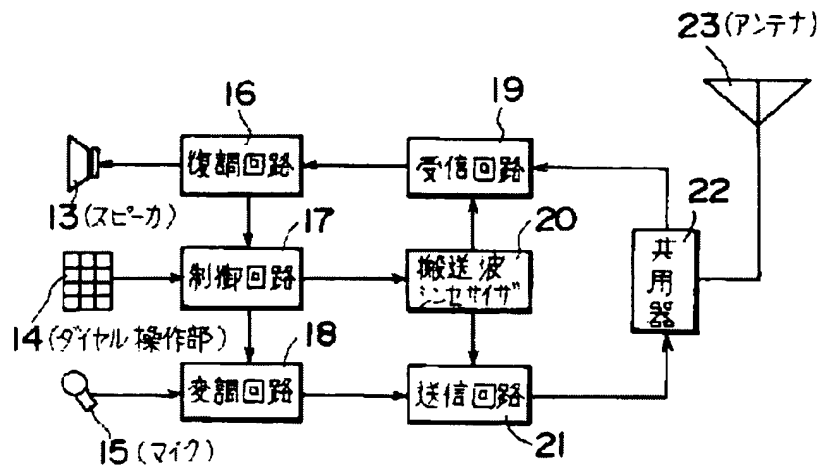 23(アンテナ)
16
19
復調回路
受信回路
13(スピーカ)
17
20
22
制御回路
搬送波
シンセサイザ
共用器
14(ダイヤル操作部)
18
変調回路
送信回路
15(マイク)
21